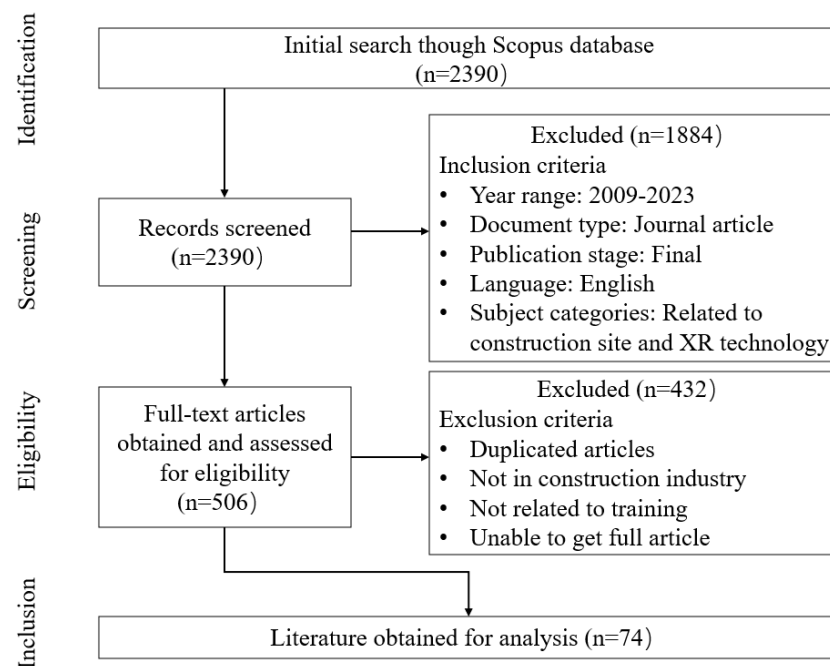 Identification
Initial search though Scopus database
(n=2390)
Screening
Records screened
(n=2390)
Excluded (n=1884)
Inclusion criteria
• Year range: 2009-2023
• Document type: Journal article
• Publication stage: Final
• Language: English
• Subject categories: Related to
construction site and XR technology
Eligibility
Full-text articles
obtained and assessed
for eligibility
(n=506)
Excluded (n=432)
Exclusion criteria
• Duplicated articles
• Not in construction industry
• Not related to training
• Unable to get full article
Inclusion
Literature obtained for analysis (n=74)